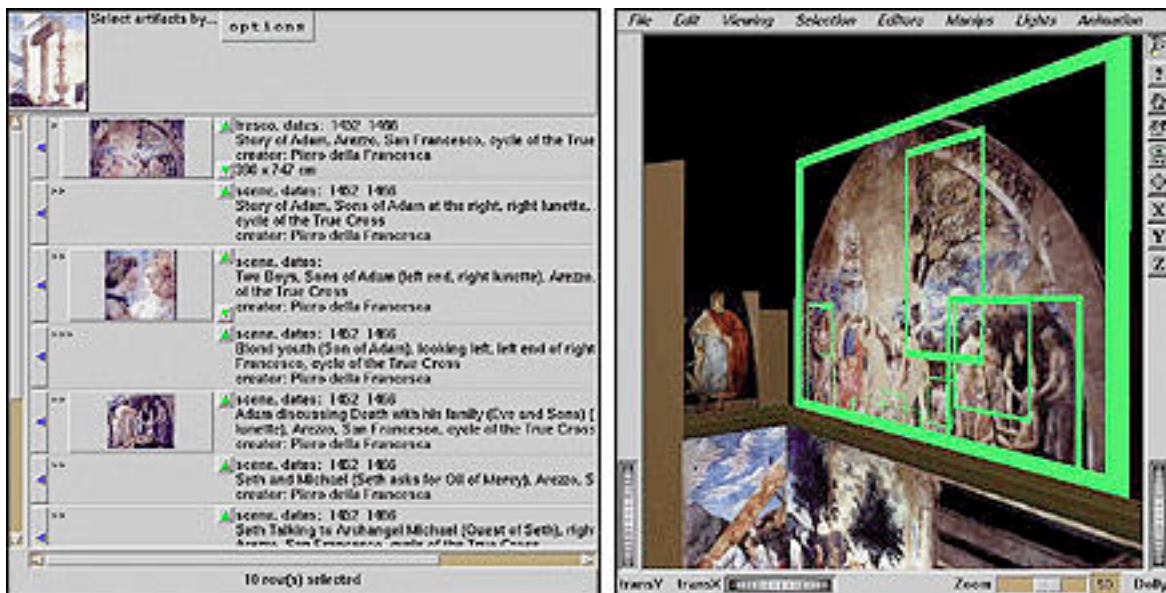 Select artifacts by...
options
> fresco, dates: 1452 1466
Story of Adam, Arezzo, San Francesco, cycle of the True
creator: Piero della Francesca
390 x 747 cm
>> scene, dates: 1452 1466
Story of Adam, Sons of Adam at the right, right lunette,
cycle of the True Cross
creator: Piero della Francesca
>> scene, dates:
Two Boys, Sons of Adam (left end, right lunette), Arezzo,
of the True Cross
creator: Piero della Francesca
>>> scene, dates: 1452 1466
Blond youth (Son of Adam), looking left, left end of right
Francesco, cycle of the True Cross
creator: Piero della Francesca
>> scene, dates: 1452 1466
Adam discussing Death with his family (Eve and Sons) (
lunette), Arezzo, San Francesco, cycle of the True Cross
creator: Piero della Francesca
>> scene, dates: 1452 1466
Seth and Michael (Seth asks for Oil of Mercy), Arezzo, S
creator: Piero della Francesca
>> scene, dates: 1452 1466
Seth Talking to Archangel Michael (Quest of Seth), right
Arezzo, San Francesco, cycle of the True Cross
10 row(s) selected
File Edit Viewing Selection Editors Manips Lights Animation
?
X
Y
Z
transY transX Zoom 50 Dolly